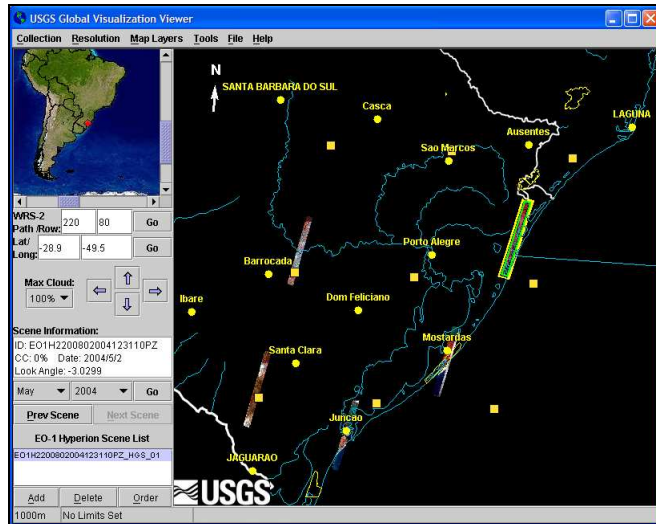 USGS Global Visualization Viewer
Collection Resolution Map Layers Tools File Help
N
SANTA BARBARA DO SUL
Casca
LAGUNA
Ausentes
Sao Marcos
WRS-2
Path /Row: 220 80 Go
Lat/
Long: -28.9 -49.5 Go
Porto Alegre
Barrocada
Max Cloud:
100%
Ibare
Dom Feliciano
Scene Information:
ID: EO1H2200802004123110PZ
CC: 0% Date: 2004/5/2
Look Angle: -3.0299
Mostardas
Santa Clara
May 2004 Go
Prev Scene Next Scene
Juncao
EO-1 Hyperion Scene List
EO1H2200802004123110PZ_HGS_01
JAGUARAO
Add Delete Order
USGS
1000m No Limits Set